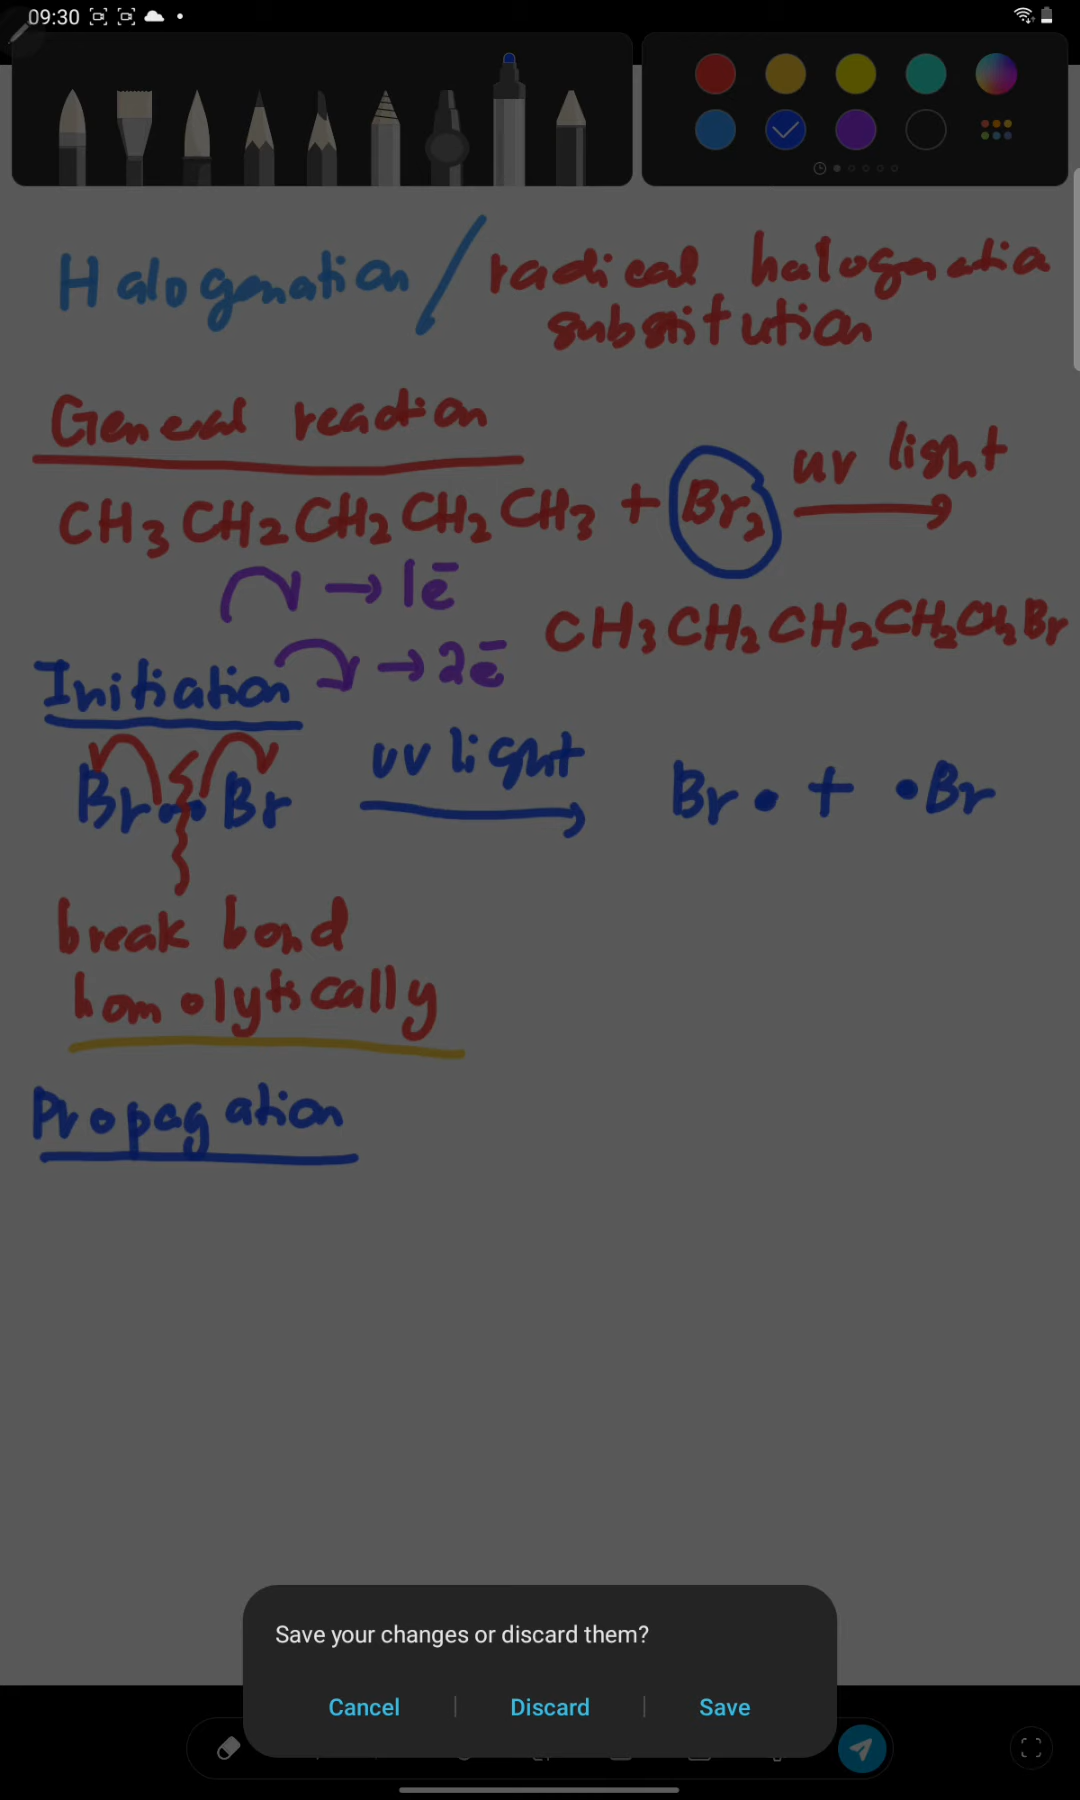 09:30
Halogenation / radical halogenatio
substitution
General reaction
CH3CH2CH2CH2CH3 + Br2 uv light →
→ 1ē
CH3CH2CH2CH2CH2Br
→ 2ē
Initiation
Br••Br uv light → Br• + •Br
break bond
homolytically
Propagation
Save your changes or discard them?
Cancel | Discard | Save